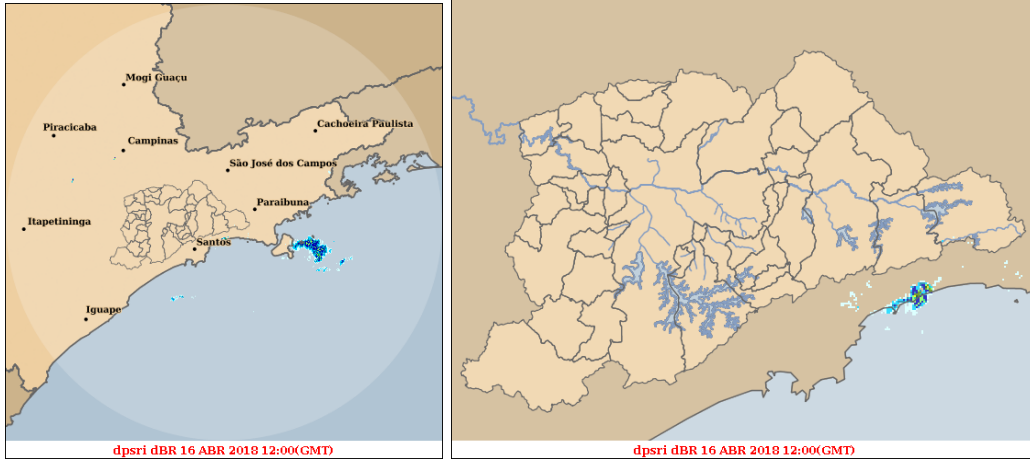 Mogi Guaçu
Piracicaba
Campinas
Cachoeira Paulista
São José dos Campos
Paraibuna
Itapetininga
Santos
Iguape
dpsri dBR 16 ABR 2018 12:00(GMT)
dpsri dBR 16 ABR 2018 12:00(GMT)